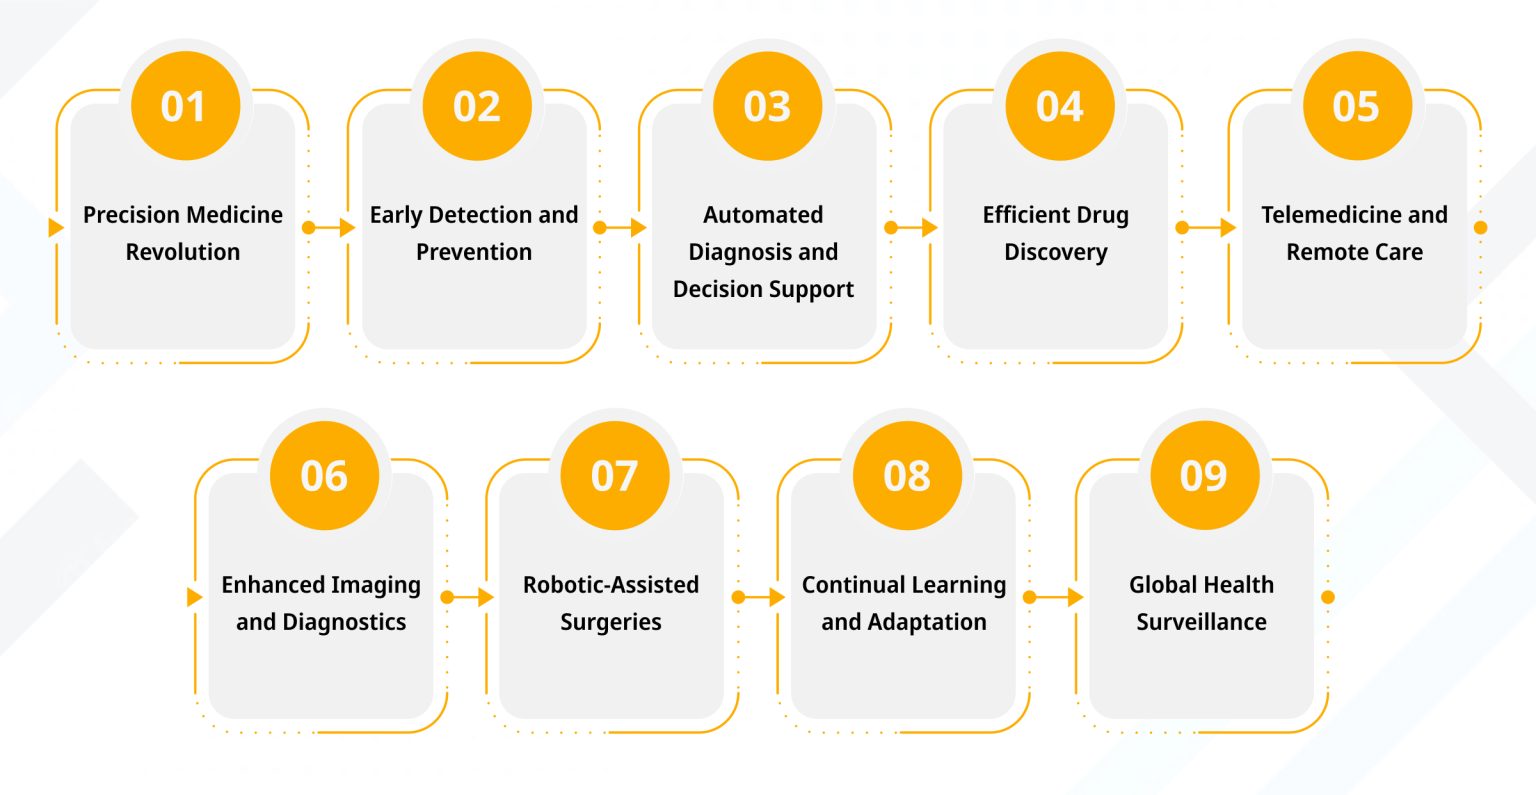 01
Precision Medicine
Revolution
02
Early Detection and
Prevention
03
Automated
Diagnosis and
Decision Support
04
Efficient Drug
Discovery
05
Telemedicine and
Remote Care
06
Enhanced Imaging
and Diagnostics
07
Robotic-Assisted
Surgeries
08
Continual Learning
and Adaptation
09
Global Health
Surveillance